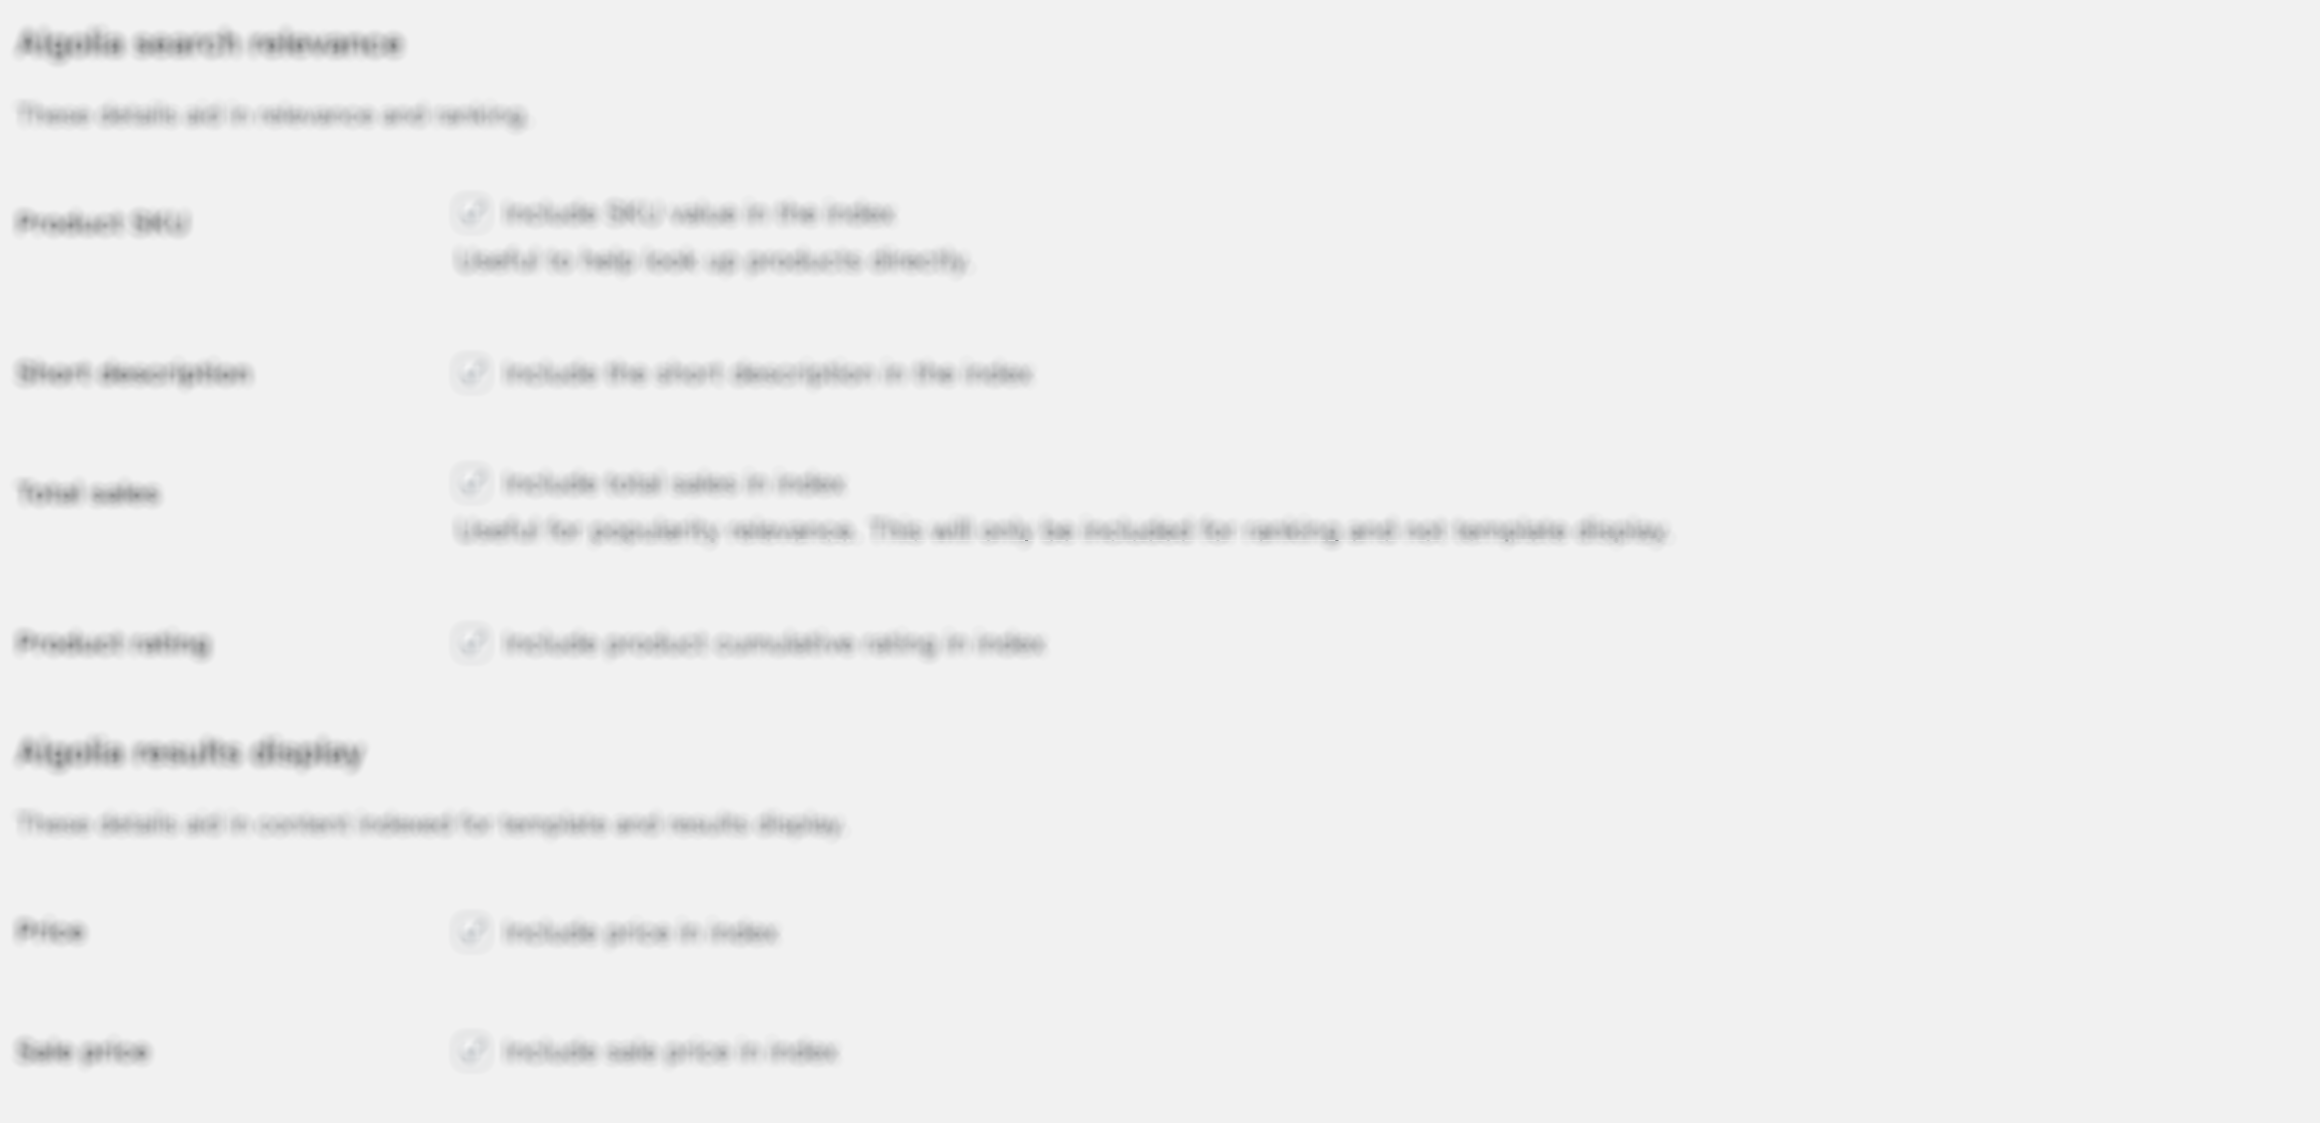 Algolia search relevance
These details aid in relevance and ranking.
Product SKU
Include SKU value in the index
Useful to help look up products directly.
Short description
Include the short description in the index
Total sales
Include total sales in index
Useful for popularity relevance. This will only be included for ranking and not template display.
Product rating
Include product cumulative rating in index
Algolia results display
These details aid in content indexed for template and results display.
Price
Include price in index
Sale price
Include sale price in index